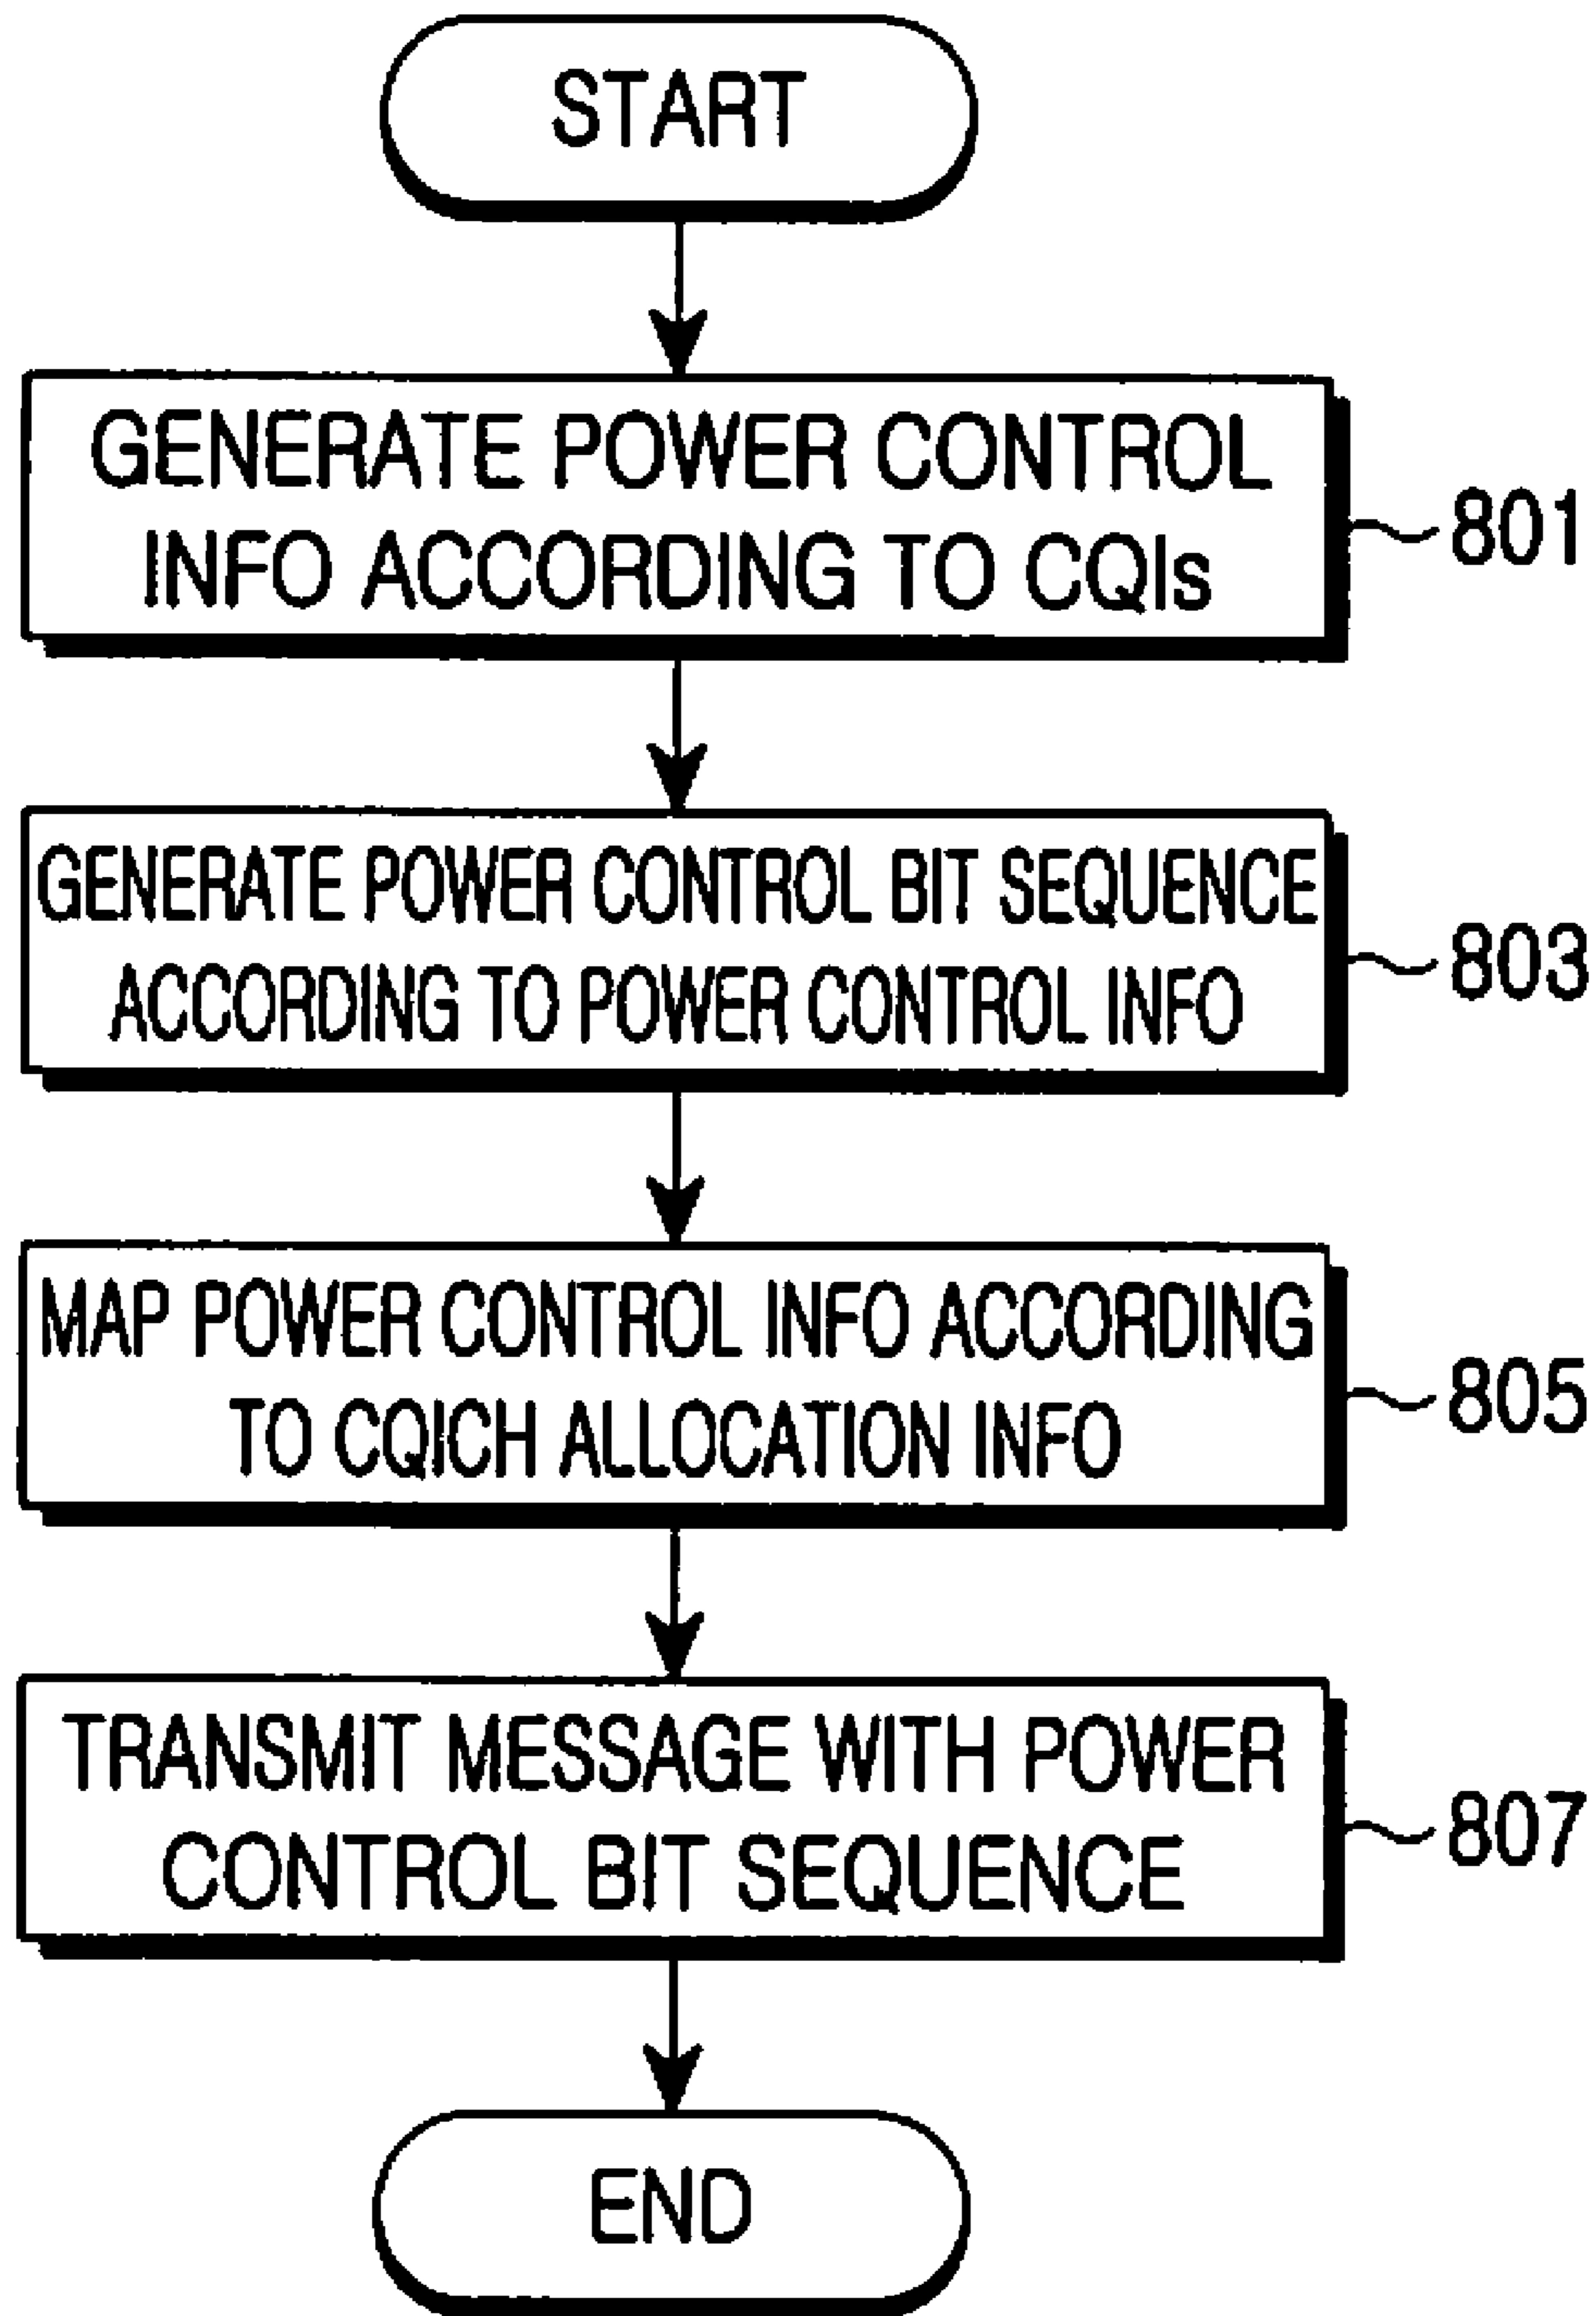 START
GENERATE POWER CONTROL
INFO ACCORDING TO CQIs
801
GENERATE POWER CONTROL BIT SEQUENCE
ACCORDING TO POWER CONTROL INFO
803
MAP POWER CONTROL INFO ACCORDING
TO CQICH ALLOCATION INFO
805
TRANSMIT MESSAGE WITH POWER
CONTROL BIT SEQUENCE
807
END